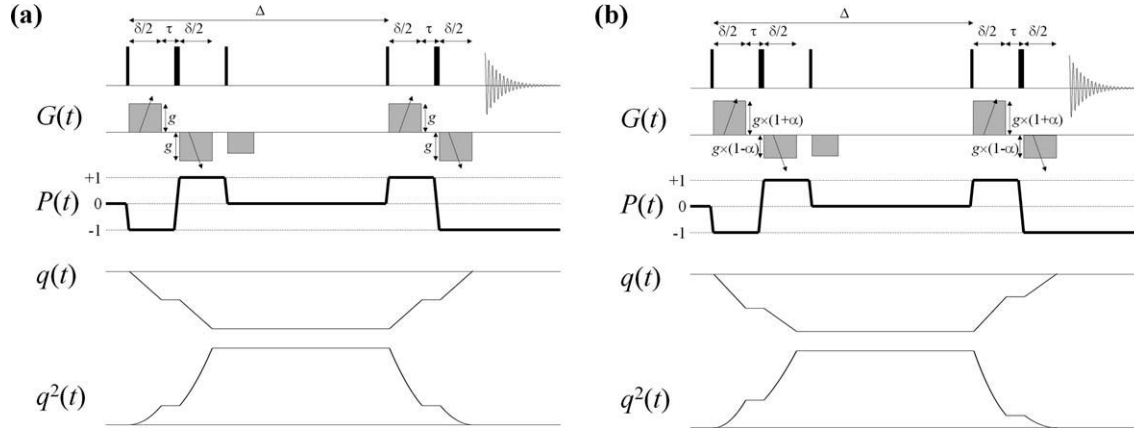 (a)
Δ
δ/2 τ δ/2 δ/2 τ δ/2
G(t)
g g
g g
+1
P(t) 0
-1
q(t)
q²(t)
(b)
Δ
δ/2 τ δ/2 δ/2 τ δ/2
G(t)
g×(1+α) g×(1+α)
g×(1-α) g×(1-α)
+1
P(t) 0
-1
q(t)
q²(t)